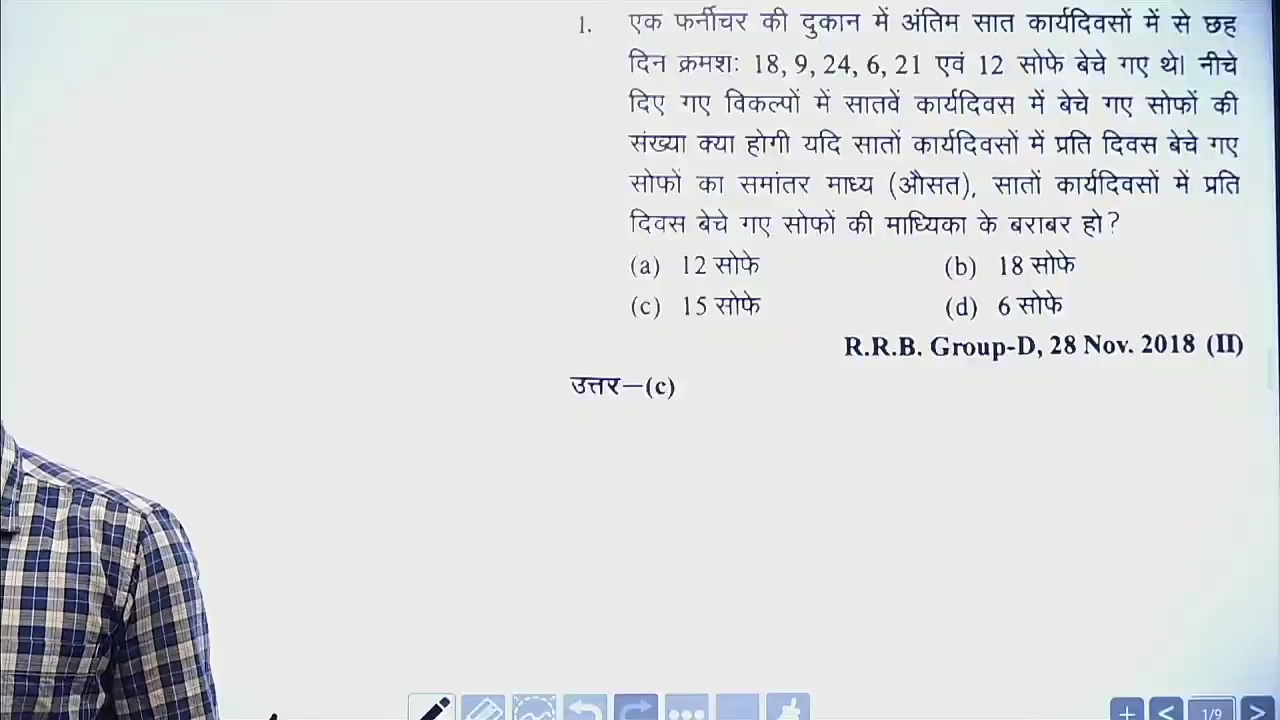 1. एक फर्नीचर की दुकान में अंतिम सात कार्यदिवसों में से छह
दिन क्रमशः 18, 9, 24, 6, 21 एवं 12 सोफे बेचे गए थे। नीचे
दिए गए विकल्पों में सातवें कार्यदिवस में बेचे गए सोफों की
संख्या क्या होगी यदि सातों कार्यदिवसों में प्रति दिवस बेचे गए
सोफों का समांतर माध्य (औसत), सातों कार्यदिवसों में प्रति
दिवस बेचे गए सोफों की माध्यिका के बराबर हो?
(a) 12 सोफे (b) 18 सोफे
(c) 15 सोफे (d) 6 सोफे
R.R.B. Group-D, 28 Nov. 2018 (II)
उत्तर—(c)
1/9